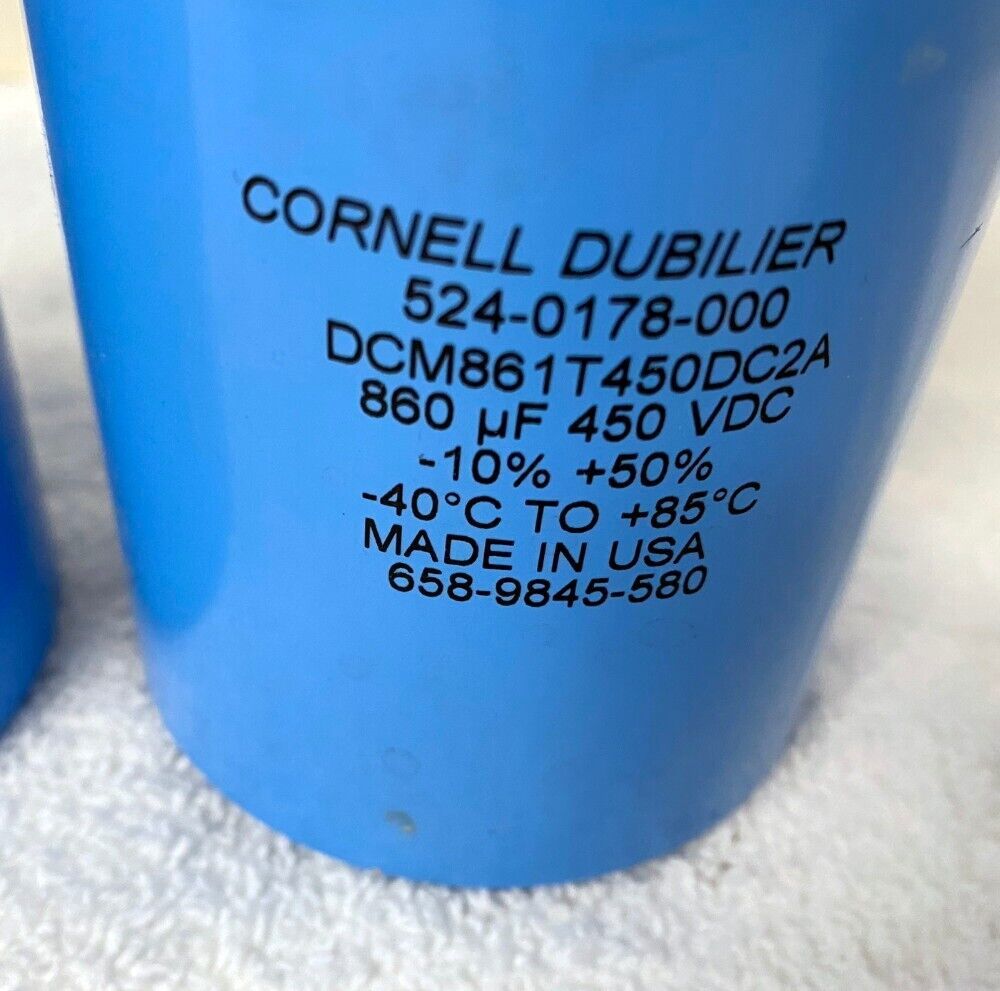 CORNELL DUBILIER
524-0178-000
DCM861T450DC2A
860 µF 450 VDC
-10% +50%
-40°C TO +85°C
MADE IN USA
658-9845-580